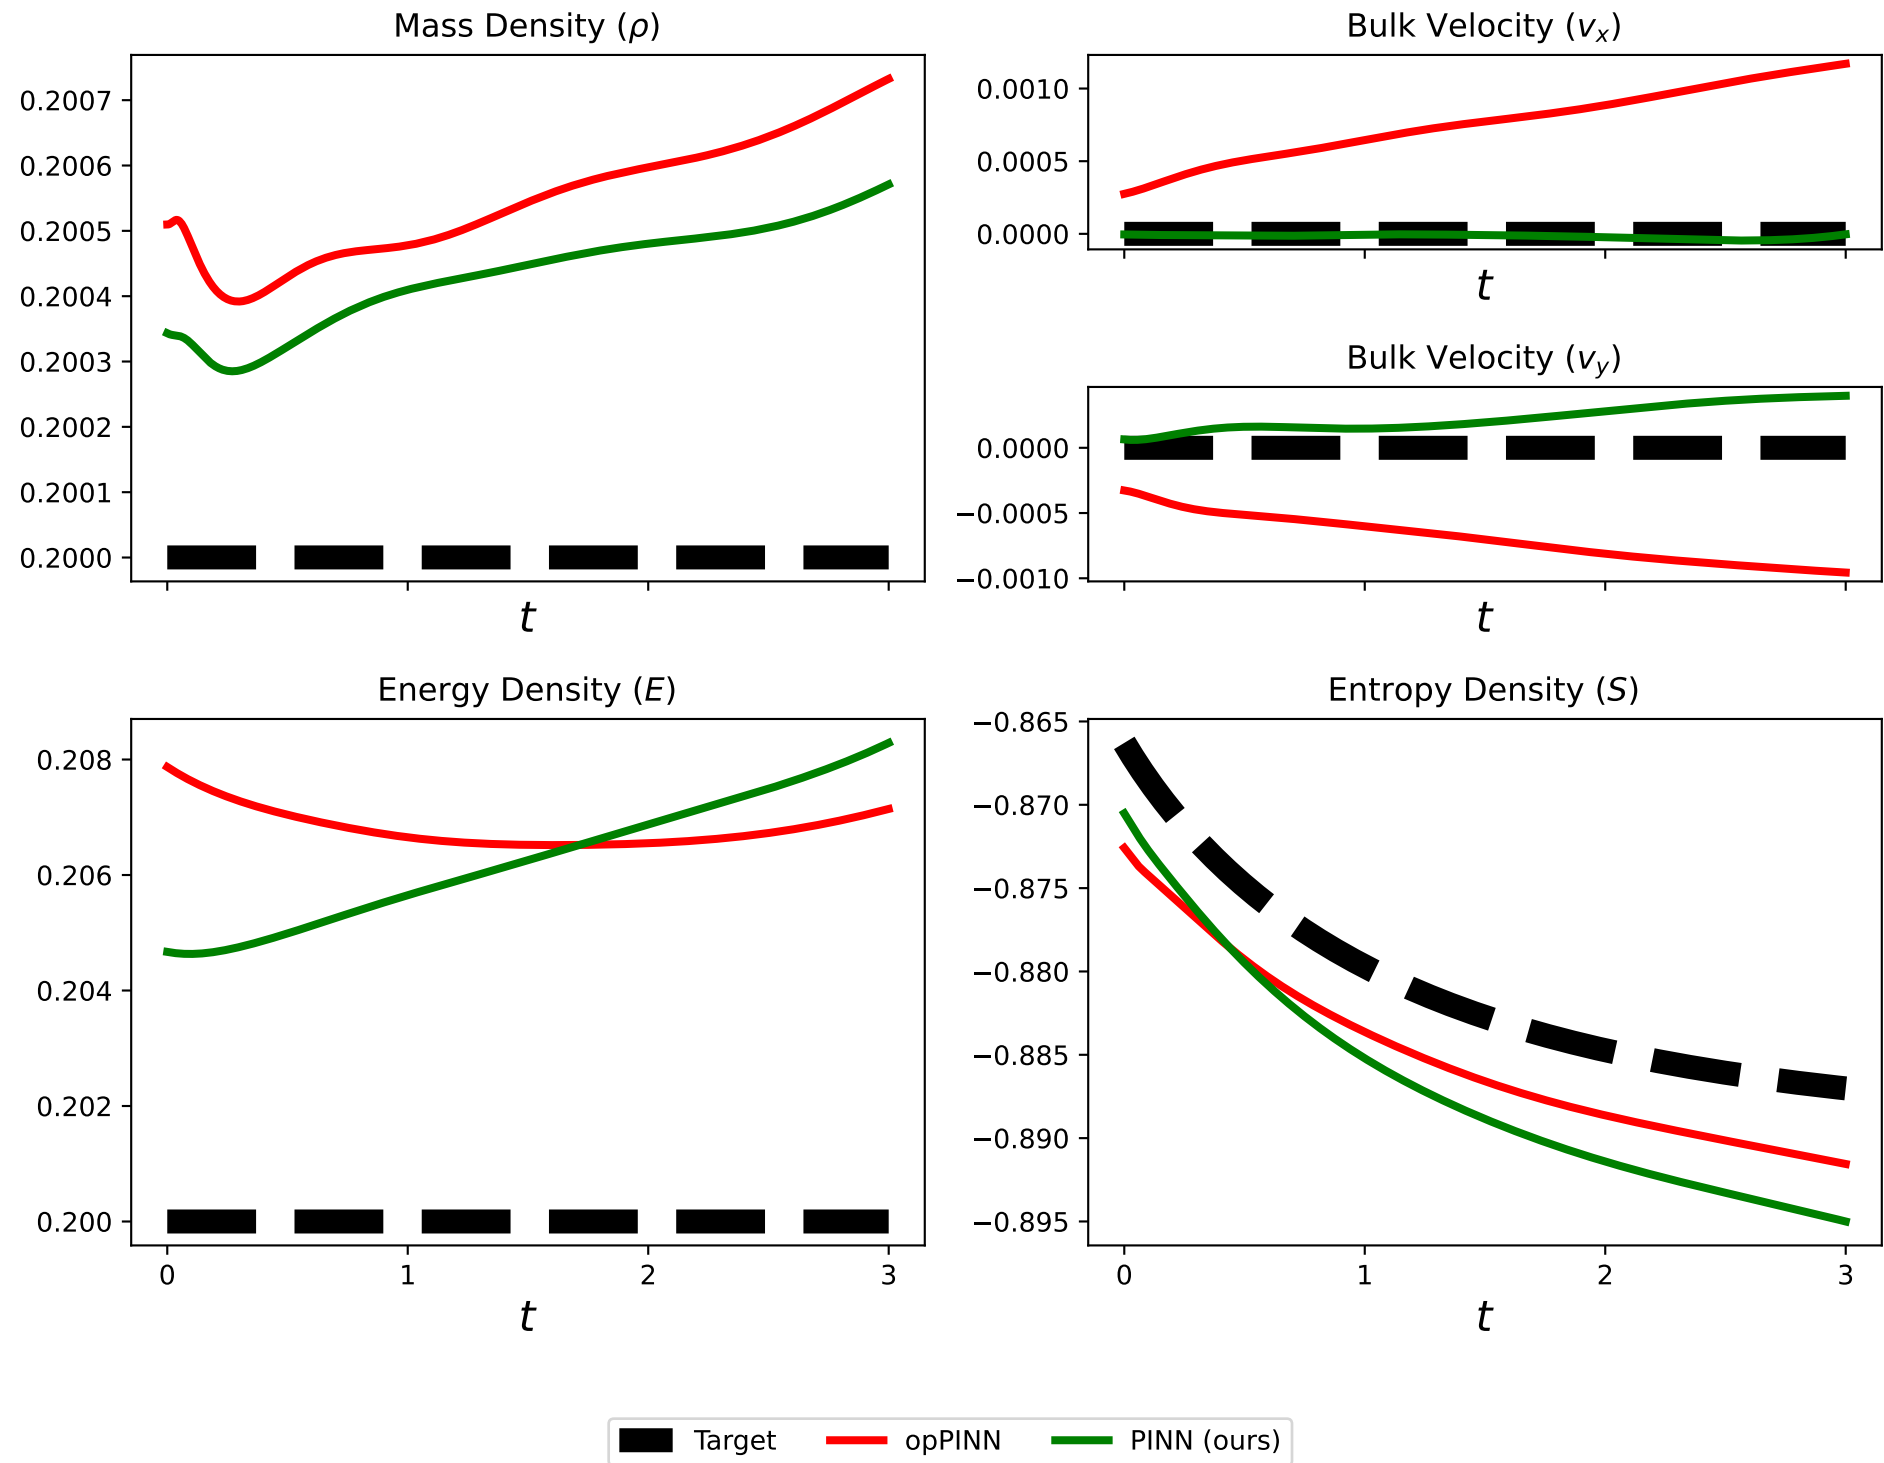 Mass Density (ρ)
0.2007
0.2006
0.2005
0.2004
0.2003
0.2002
0.2001
0.2000
t
Bulk Velocity (vₓ)
0.0010
0.0005
0.0000
t
Bulk Velocity (v_y)
0.0000
−0.0005
−0.0010
t
Energy Density (E)
0.208
0.206
0.204
0.202
0.200
0 1 2 3
t
Entropy Density (S)
−0.865
−0.870
−0.875
−0.880
−0.885
−0.890
−0.895
0 1 2 3
t
Target opPINN PINN (ours)